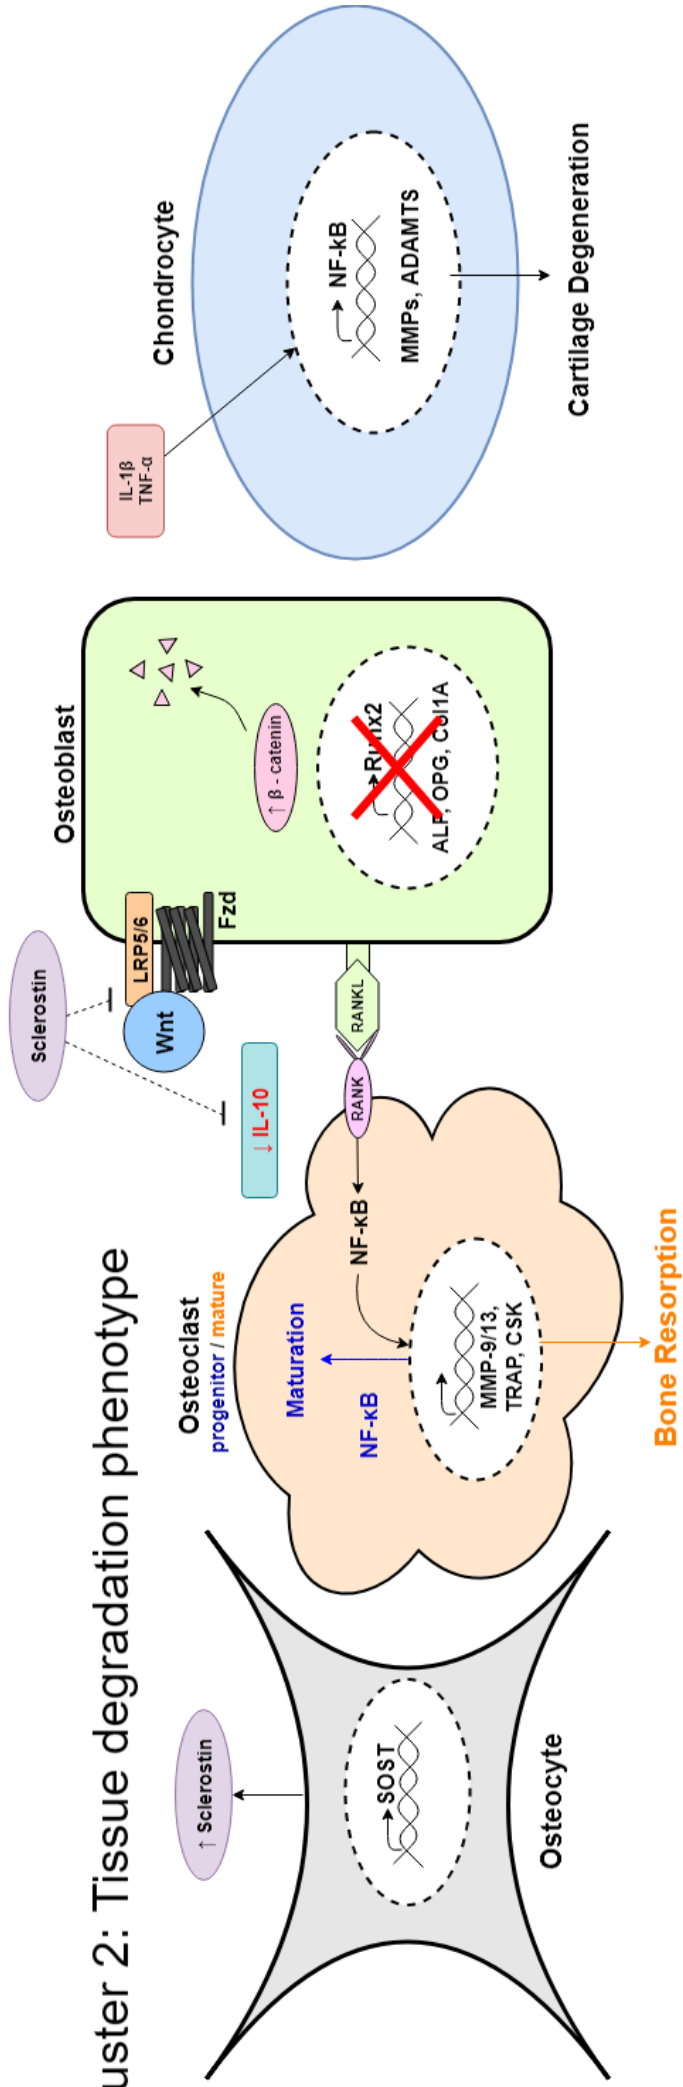 uster 2: Tissue degradation phenotype
↑ Sclerostin
SOST
Osteocyte
Osteoclast
progenitor / mature
Maturation
NF-κB
NF-κB
MMP-9/13,
TRAP, CSK
Bone Resorption
Sclerostin
↓ IL-10
Wnt
LRP5/6
Fzd
RANK
RANKL
Osteoblast
↑ β - catenin
Runx2
ALP, OPG, Col1A
IL-1β
TNF-α
Chondrocyte
NF-kB
MMPs, ADAMTS
Cartilage Degeneration